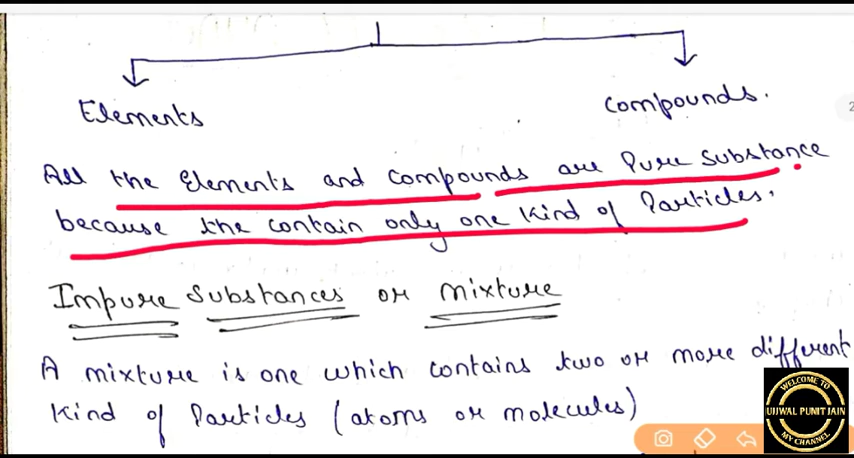 Elements
Compounds.
All the Elements and Compounds are Pure Substance
because the contain only one kind of Particles.
Impure Substances or mixture
A mixture is one which contains two or more different
Kind of Particles (atoms or molecules)
2
WELCOME TO
UJJWAL PUNIT JAIN
MY CHANNEL